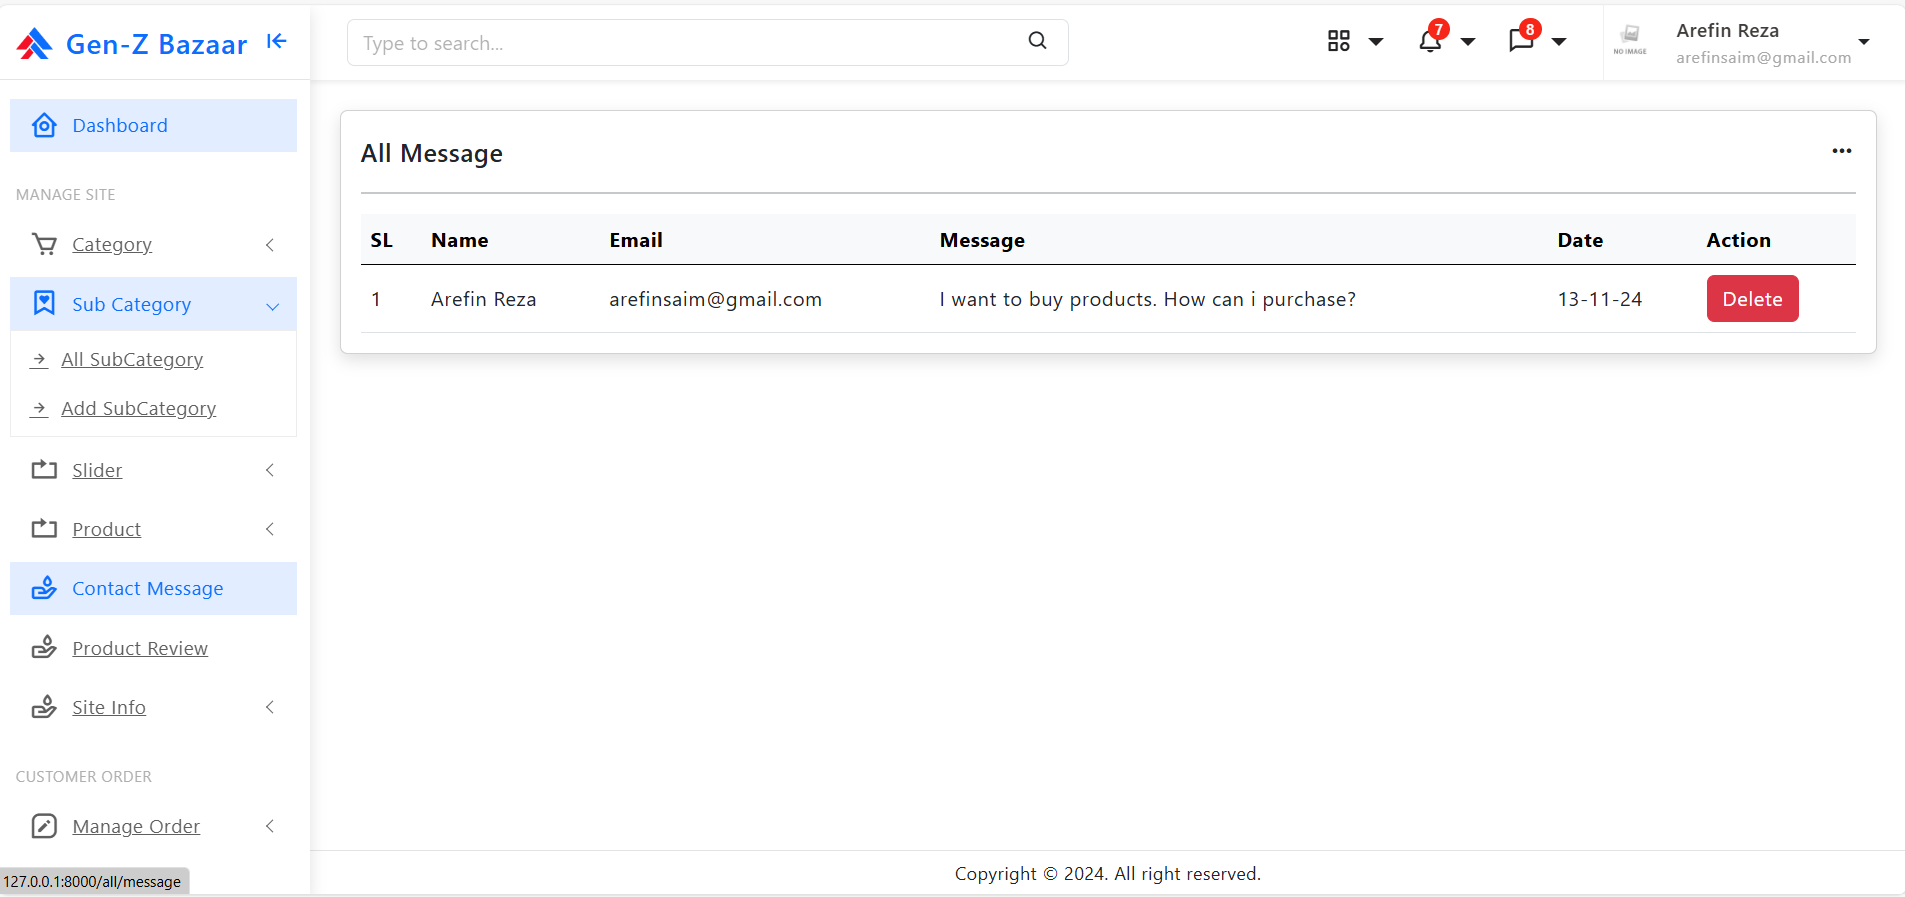 Gen-Z Bazaar
Type to search...
7
8
NO IMAGE
Arefin Reza
arefinsaim@gmail.com
Dashboard
MANAGE SITE
Category
Sub Category
All SubCategory
Add SubCategory
Slider
Product
Contact Message
Product Review
Site Info
CUSTOMER ORDER
Manage Order
127.0.0.1:8000/all/message
All Message
SL Name Email Message Date Action
1 Arefin Reza arefinsaim@gmail.com I want to buy products. How can i purchase? 13-11-24 Delete
Copyright © 2024. All right reserved.